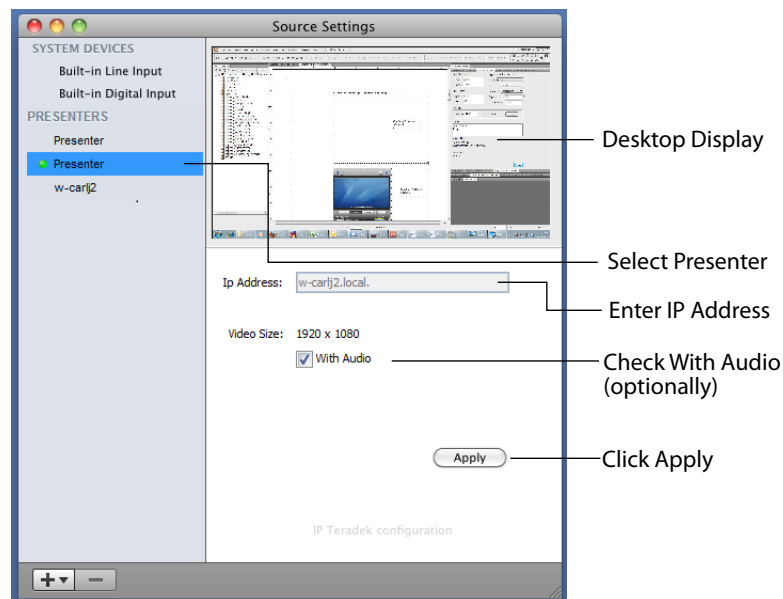 Source Settings
SYSTEM DEVICES
Built-in Line Input
Built-in Digital Input
PRESENTERS
Presenter
Presenter
w-carlj2
Desktop Display
Select Presenter
Ip Address: w-carlj2.local.
Enter IP Address
Video Size: 1920 x 1080
With Audio
Check With Audio
(optionally)
Apply
Click Apply
IP Teradek configuration